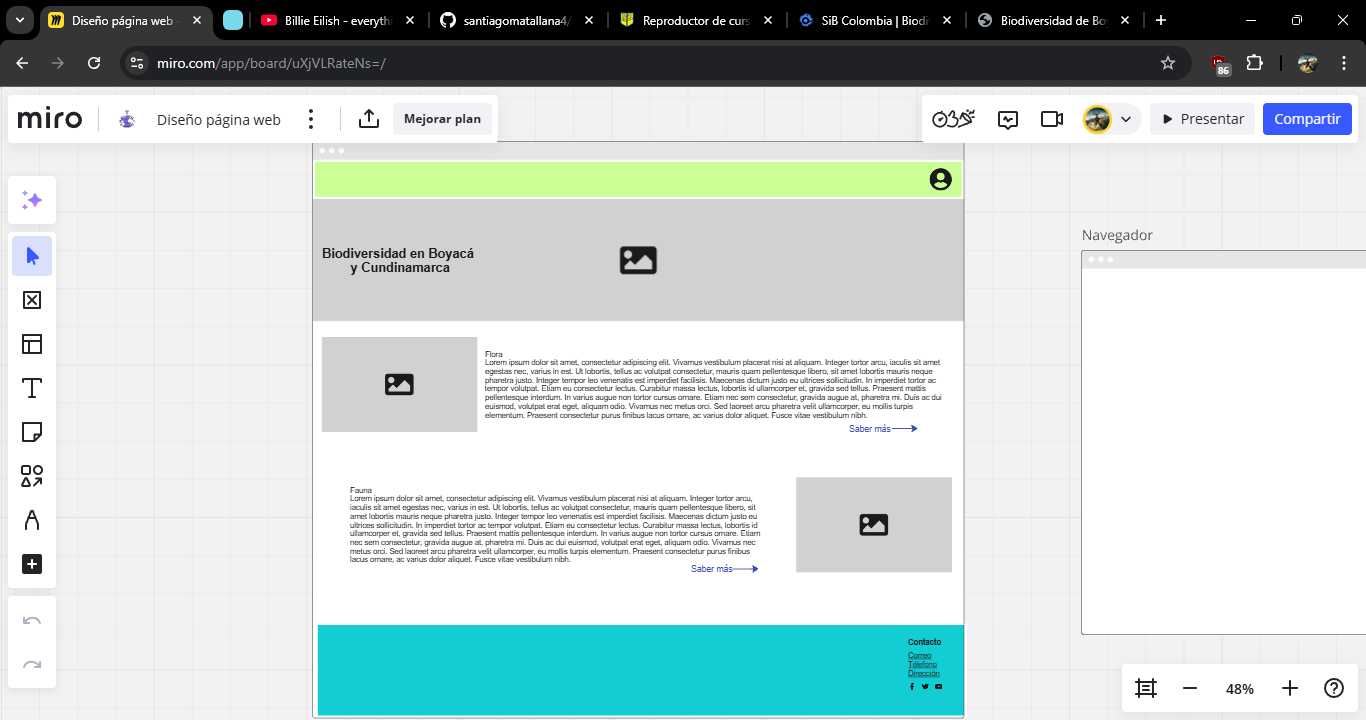 Diseño página web -
Billie Eilish - everythi
santiagomatallana4/
Reproductor de curs
SiB Colombia | Biodi
Biodiversidad de Bo
miro.com/app/board/uXjVLRateNs=/
86
miro
Diseño página web
Mejorar plan
Presentar
Compartir
Navegador
Biodiversidad en Boyacá
y Cundinamarca
Flora
Lorem ipsum dolor sit amet, consectetur adipiscing elit. Vivamus vestibulum placerat nisi at aliquam. Integer tortor arcu, iaculis sit amet
egestas nec, varius in est. Ut lobortis, tellus ac volutpat consectetur, mauris quam pellentesque libero, sit amet lobortis mauris neque
pharetra justo. Integer tempor leo venenatis est imperdiet facilisis. Maecenas dictum justo eu ultrices sollicitudin. In imperdiet tortor ac
tempor volutpat. Etiam eu consectetur lectus. Curabitur massa lectus, lobortis id ullamcorper et, gravida sed tellus. Praesent mattis
pellentesque interdum. In varius augue non tortor cursus ornare. Etiam nec sem consectetur, gravida augue at, pharetra mi. Duis ac dui
euismod, volutpat erat eget, aliquam odio. Vivamus nec metus orci. Sed laoreet arcu pharetra velit ullamcorper, eu mollis turpis
elementum. Praesent consectetur purus finibus lacus ornare, ac varius dolor aliquet. Fusce vitae vestibulum nibh.
Saber más
Fauna
Lorem ipsum dolor sit amet, consectetur adipiscing elit. Vivamus vestibulum placerat nisi at aliquam. Integer tortor arcu,
iaculis sit amet egestas nec, varius in est. Ut lobortis, tellus ac volutpat consectetur, mauris quam pellentesque libero, sit
amet lobortis mauris neque pharetra justo. Integer tempor leo venenatis est imperdiet facilisis. Maecenas dictum justo eu
ultrices sollicitudin. In imperdiet tortor ac tempor volutpat. Etiam eu consectetur lectus. Curabitur massa lectus, lobortis id
ullamcorper et, gravida sed tellus. Praesent mattis pellentesque interdum. In varius augue non tortor cursus ornare. Etiam
nec sem consectetur, gravida augue at, pharetra mi. Duis ac dui euismod, volutpat erat eget, aliquam odio. Vivamus nec
metus orci. Sed laoreet arcu pharetra velit ullamcorper, eu mollis turpis elementum. Praesent consectetur purus finibus
lacus ornare, ac varius dolor aliquet. Fusce vitae vestibulum nibh.
Saber más
Contacto
Correo
Télefono
Dirección
48%